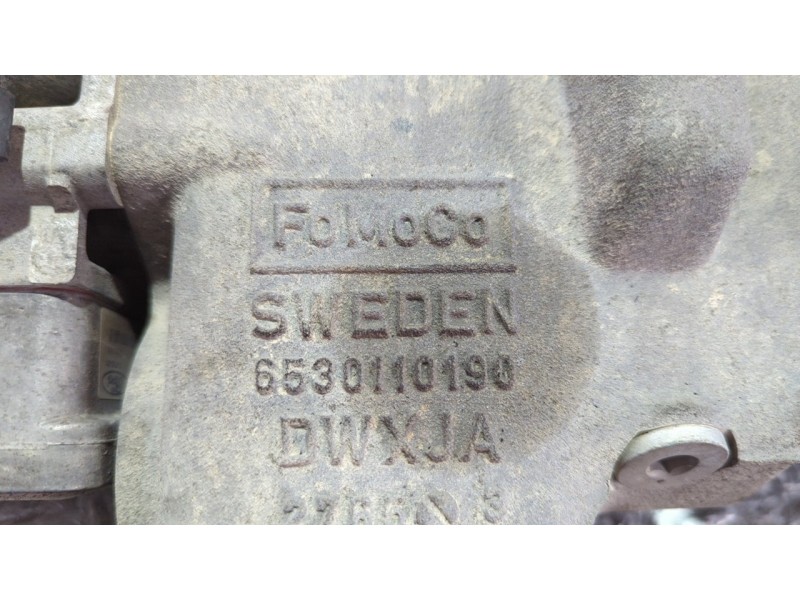 FoMoCo
SWEDEN
6530110190
DWXJA